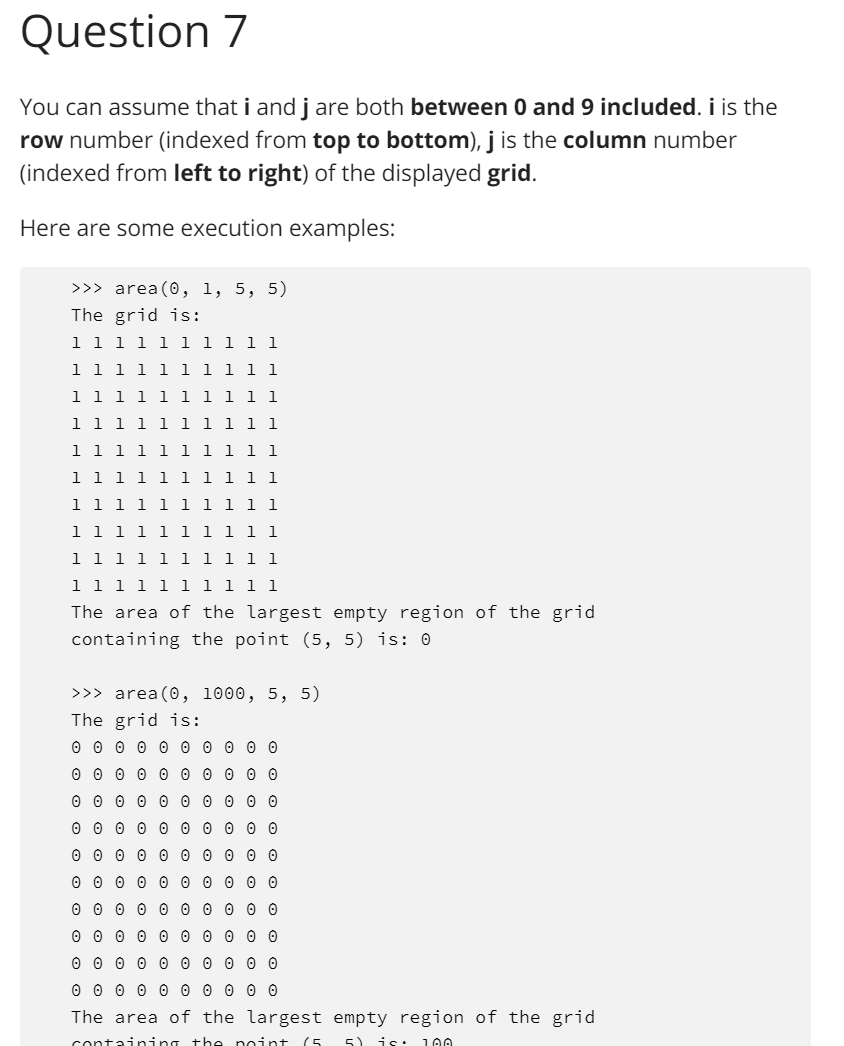 Question 7
You can assume that i and j are both between 0 and 9 included. i is the
row number (indexed from top to bottom), j is the column number
(indexed from left to right) of the displayed grid.
Here are some execution examples:
>>> area(0, 1, 5, 5)
The grid is:
1 1 1 1 1 1 1 1 1 1
1 1 1 1 1 1 1 1 1 1
1 1 1 1 1 1 1 1 1 1
1 1 1 1 1 1 1 1 1 1
1 1 1 1 1 1 1 1 1 1
1 1 1 1 1 1 1 1 1 1
1 1 1 1 1 1 1 1 1 1
1 1 1 1 1 1 1 1 1 1
1 1 1 1 1 1 1 1 1 1
1 1 1 1 1 1 1 1 1 1
The area of the largest empty region of the grid
containing the point (5, 5) is: 0
>>> area(0, 1000, 5, 5)
The grid is:
0 0 0 0 0 0 0 0 0 0
0 0 0 0 0 0 0 0 0 0
0 0 0 0 0 0 0 0 0 0
0 0 0 0 0 0 0 0 0 0
0 0 0 0 0 0 0 0 0 0
0 0 0 0 0 0 0 0 0 0
0 0 0 0 0 0 0 0 0 0
0 0 0 0 0 0 0 0 0 0
0 0 0 0 0 0 0 0 0 0
0 0 0 0 0 0 0 0 0 0
The area of the largest empty region of the grid
containing the point (5, 5) is: 100